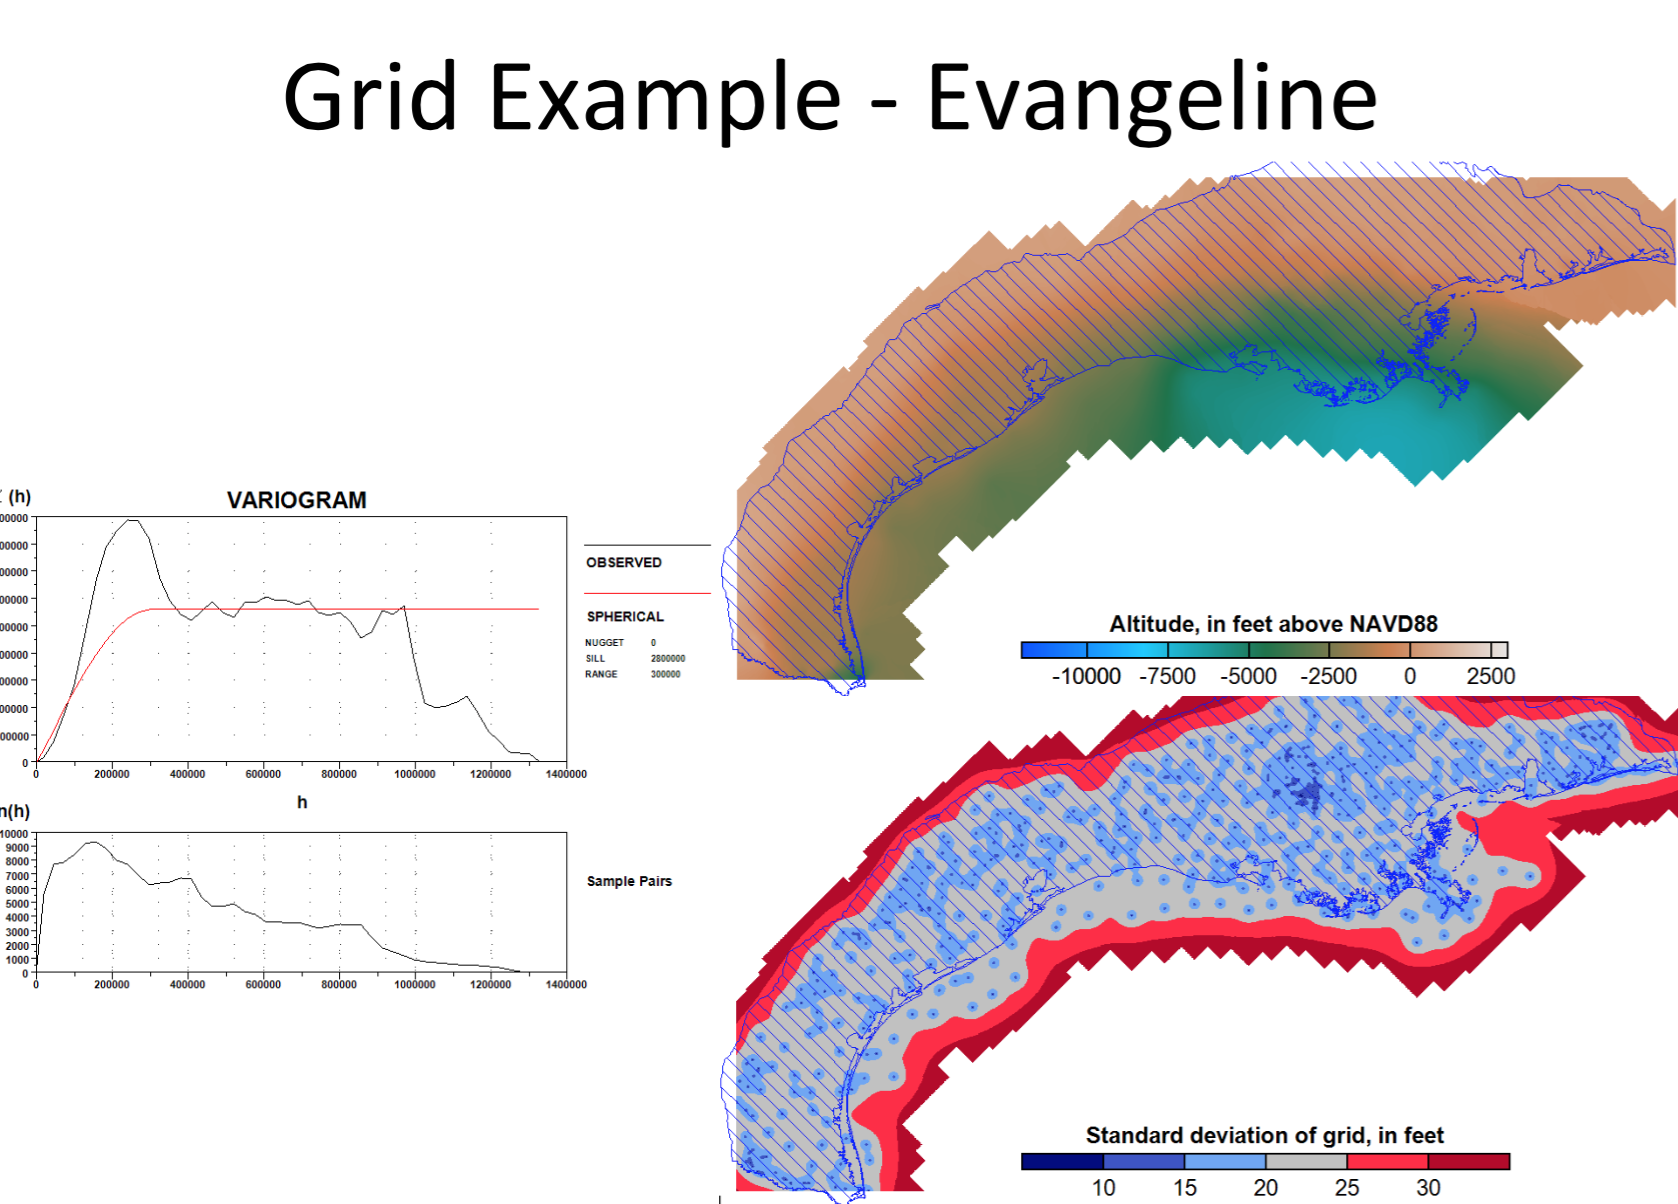 Grid Example - Evangeline
(h)
VARIOGRAM
0
0 200000 400000 600000 800000 1000000 1200000 1400000
h
OBSERVED
SPHERICAL
NUGGET 0
SILL 2800000
RANGE 300000
n(h)
10000
9000
8000
7000
6000
5000
4000
3000
2000
1000
0
0 200000 400000 600000 800000 1000000 1200000 1400000
Sample Pairs
Altitude, in feet above NAVD88
-10000 -7500 -5000 -2500 0 2500
Standard deviation of grid, in feet
10 15 20 25 30